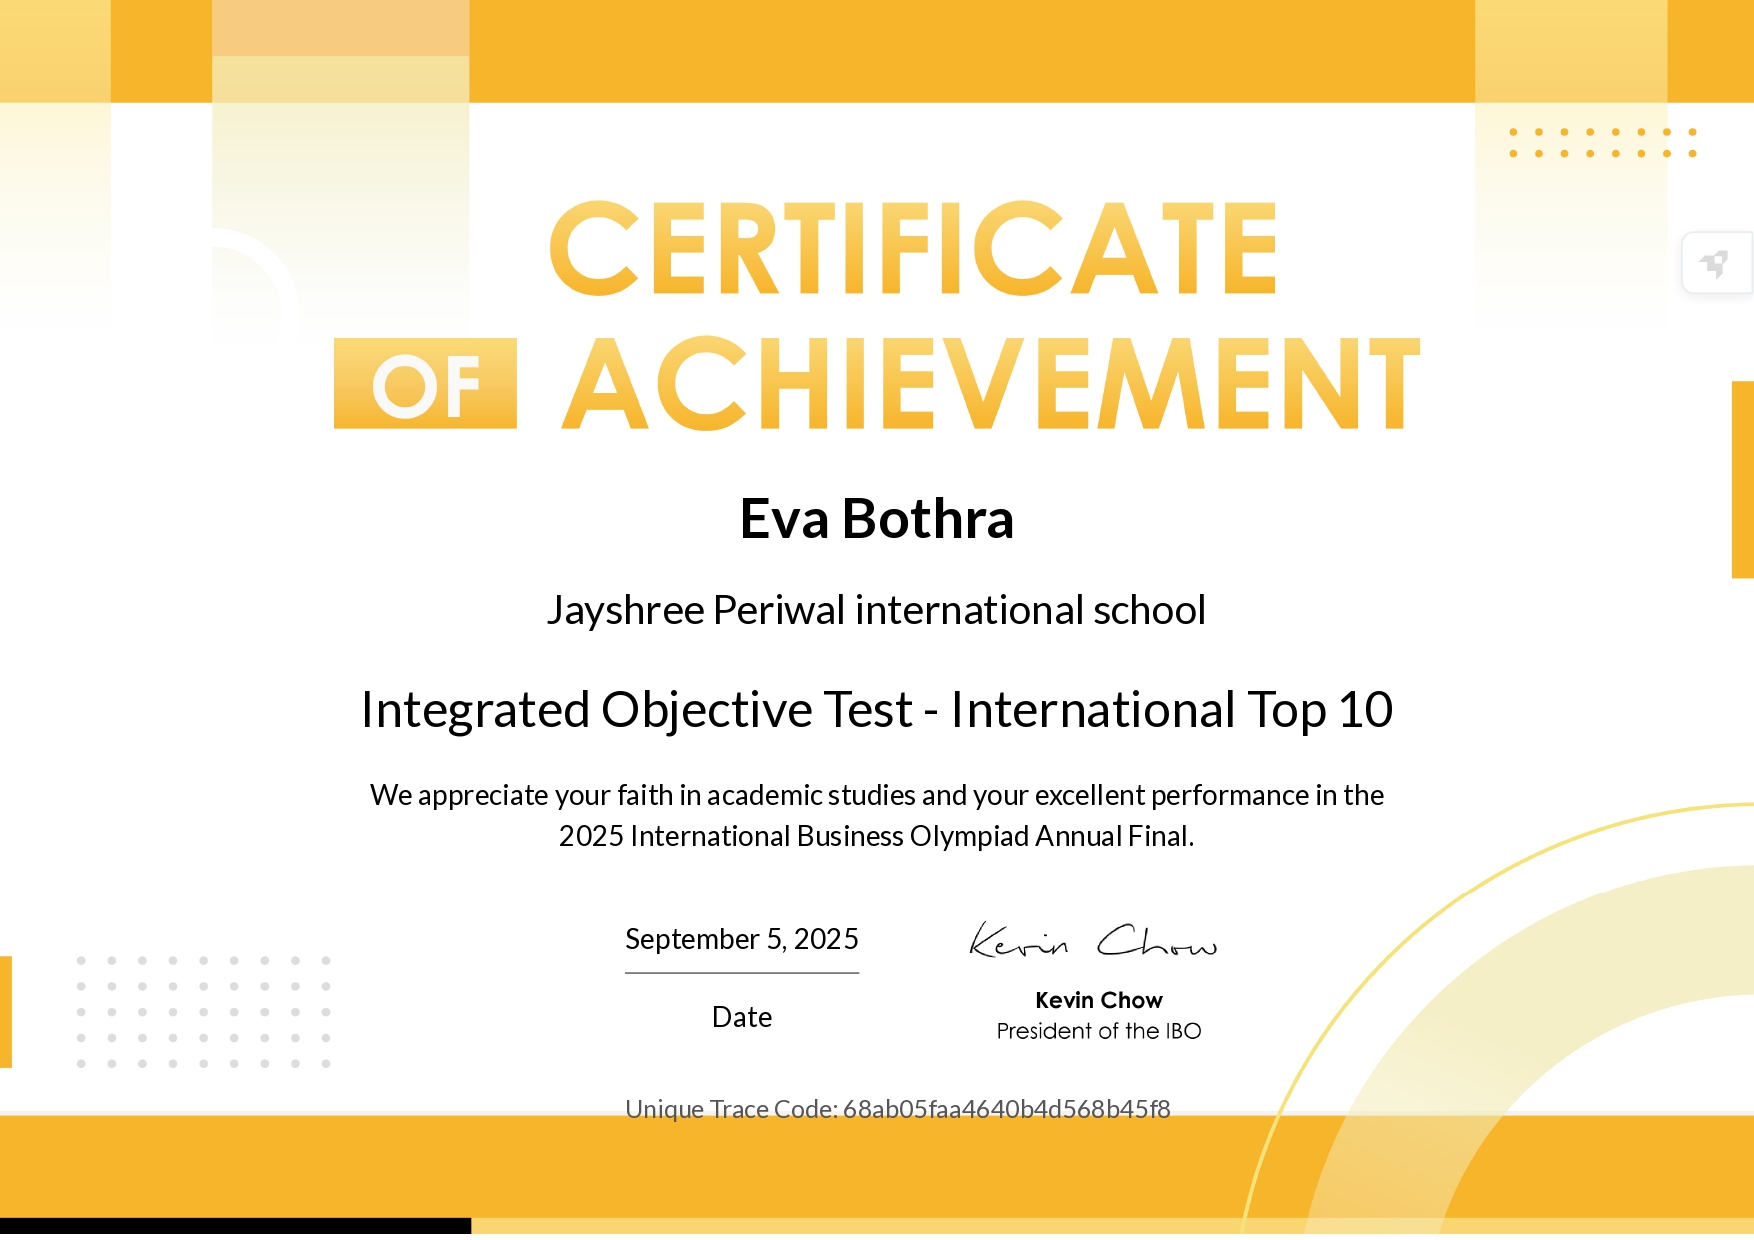 CERTIFICATE
OF ACHIEVEMENT
Eva Bothra
Jayshree Periwal international school
Integrated Objective Test - International Top 10
We appreciate your faith in academic studies and your excellent performance in the
2025 International Business Olympiad Annual Final.
September 5, 2025
Date
Kevin Chow
Kevin Chow
President of the IBO
Unique Trace Code: 68ab05faa4640b4d568b45f8